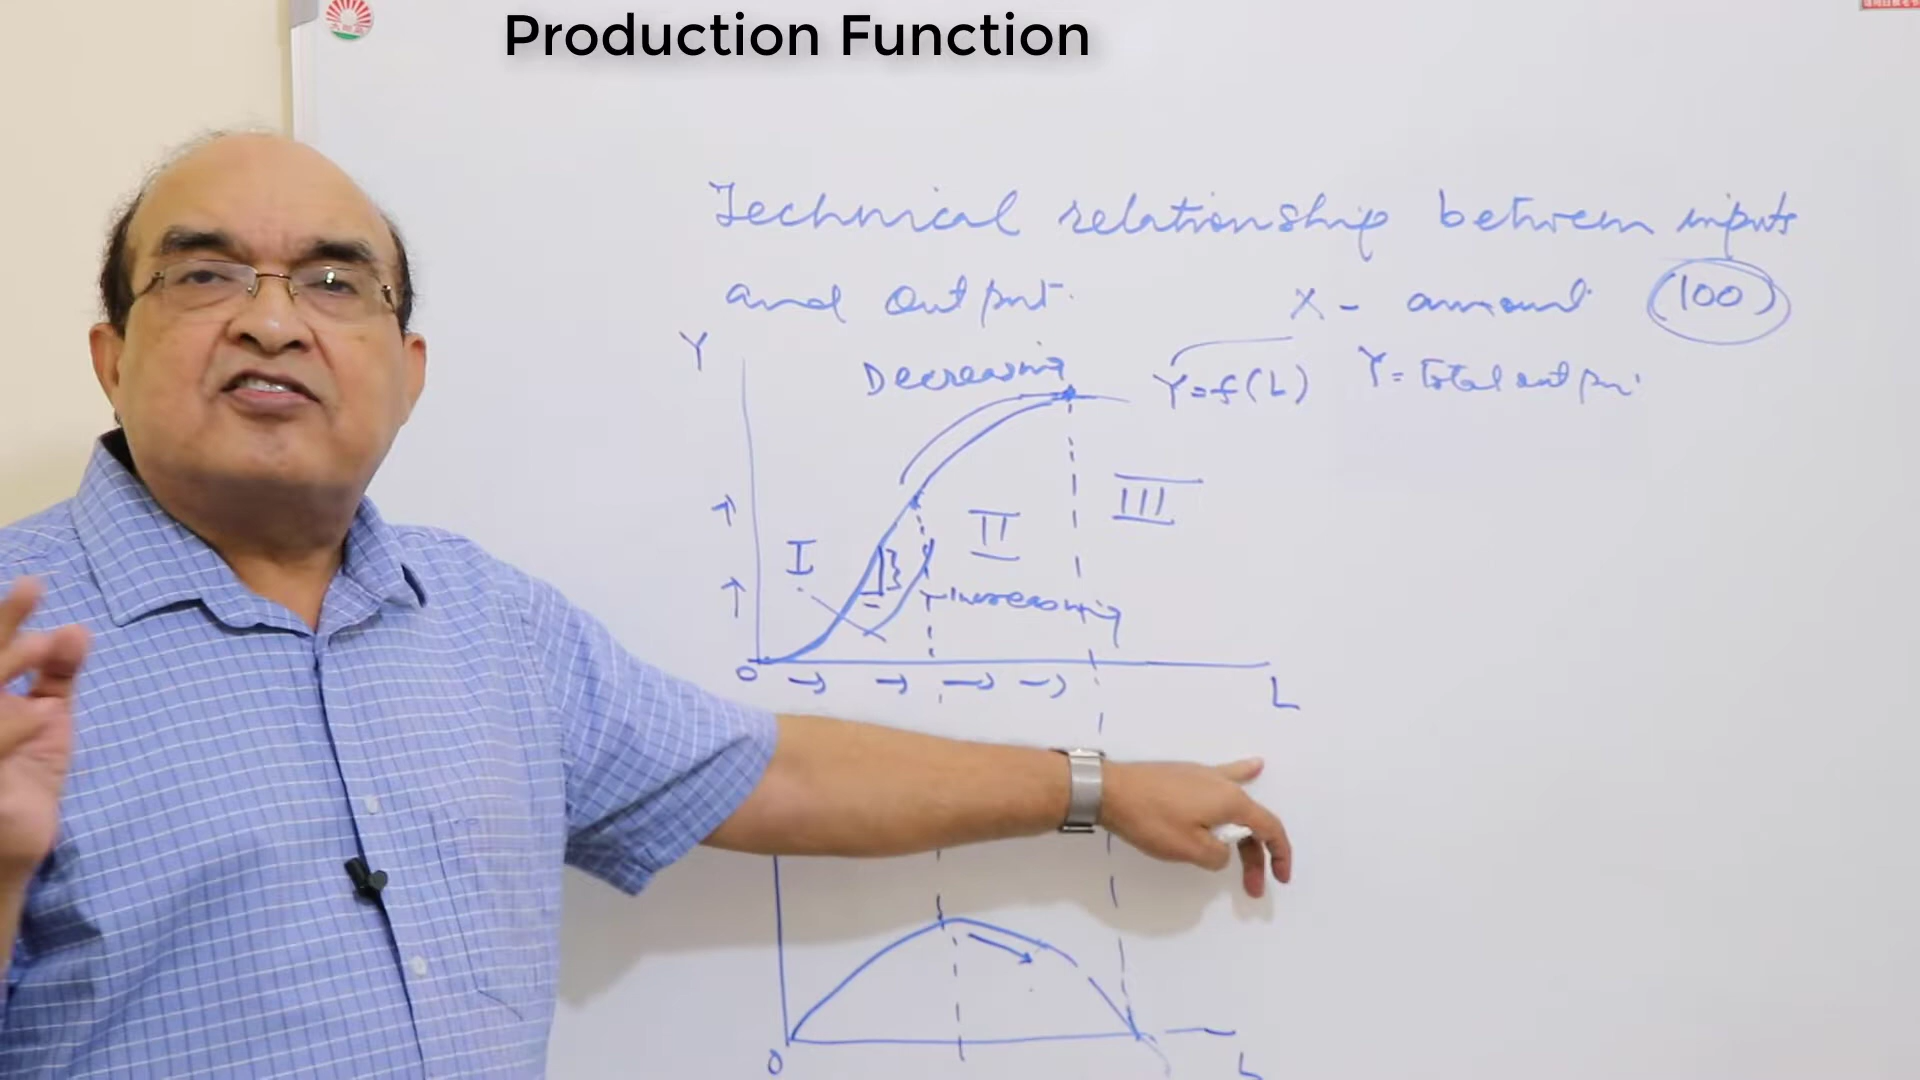 Production Function
Technical relationship between inputs
and output.
X - amount (100)
Y
Decreasing
Y=f(L) Y= Total output
III
II
I
Increasing
0
L
0
L